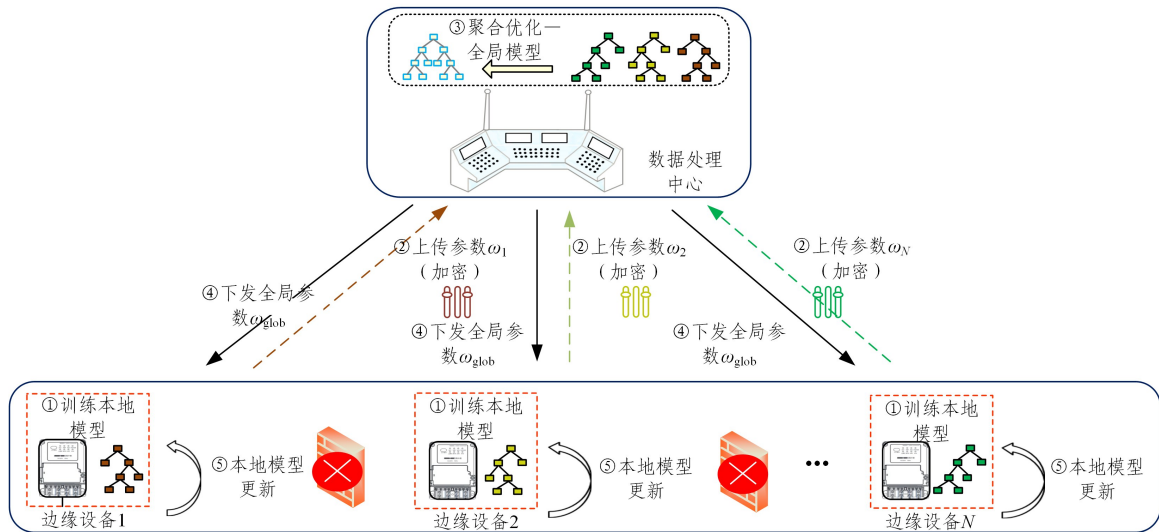 ③聚合优化—
全局模型
数据处理
中心
②上传参数ω1
（加密）
②上传参数ω2
（加密）
②上传参数ωN
（加密）
④下发全局参
数ωglob
④下发全局参
数ωglob
④下发全局参
数ωglob
①训练本地
模型
⑤本地模型
更新
边缘设备1
①训练本地
模型
⑤本地模型
更新
边缘设备2
•••
①训练本地
模型
⑤本地模型
更新
边缘设备N